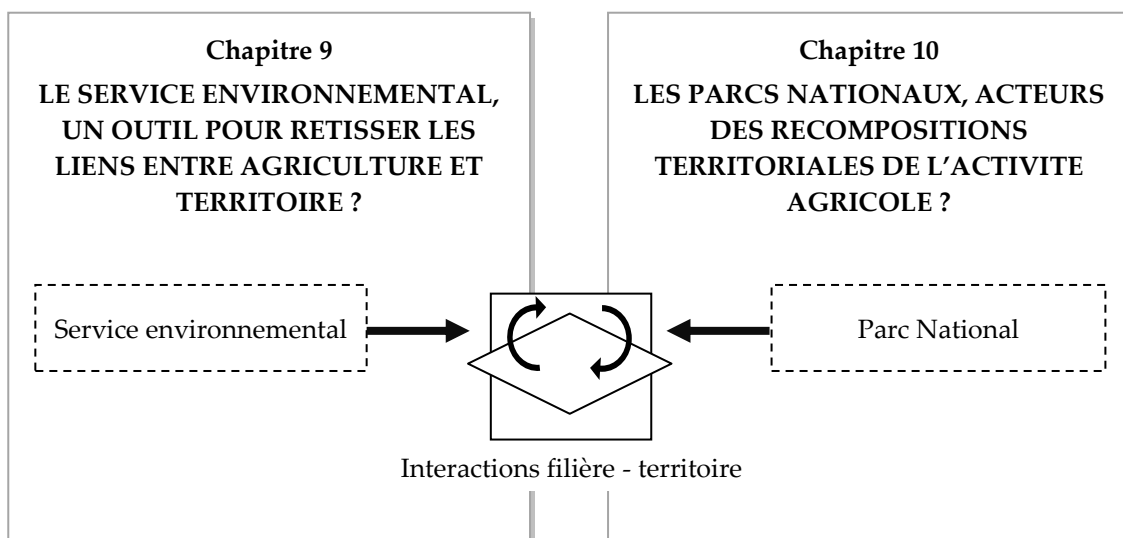 Chapitre 9
LE SERVICE ENVIRONNEMENTAL,
UN OUTIL POUR RETISSER LES
LIENS ENTRE AGRICULTURE ET
TERRITOIRE ?
Service environnemental
Chapitre 10
LES PARCS NATIONAUX, ACTEURS
DES RECOMPOSITIONS
TERRITORIALES DE L’ACTIVITE
AGRICOLE ?
Parc National
Interactions filière - territoire